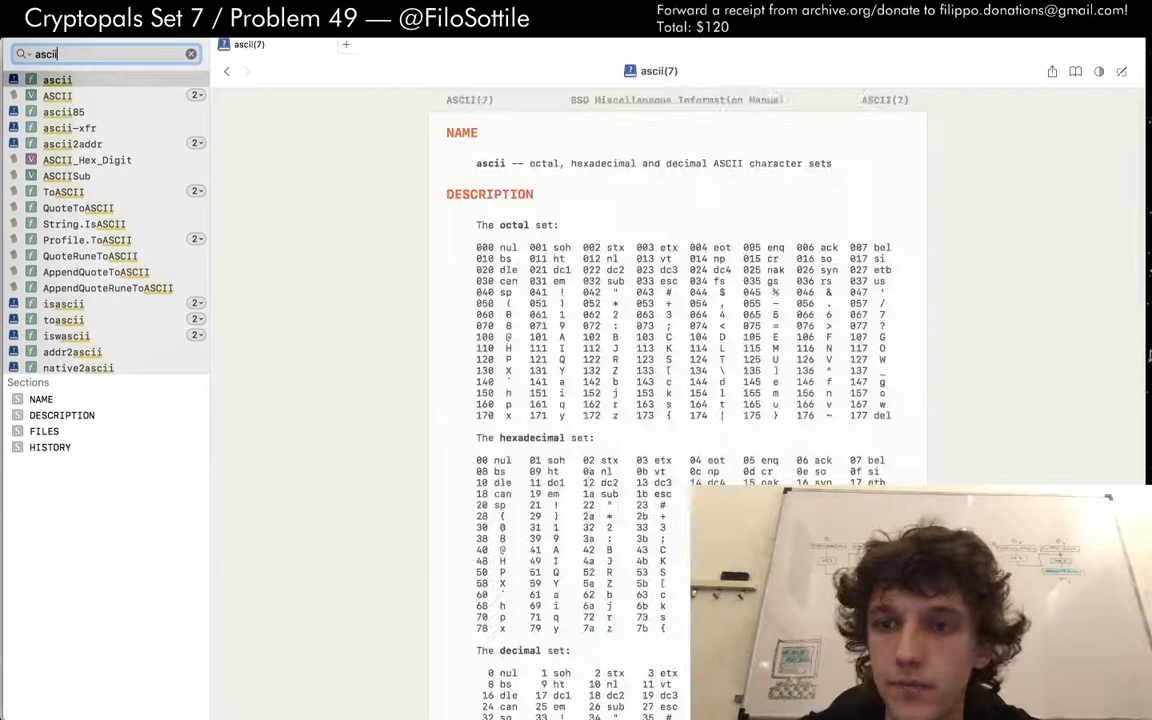 Cryptopals Set 7 / Problem 49 — @FiloSottile
Forward a receipt from archive.org/donate to filippo.donations@gmail.com!
Total: $120
ascii
ascii
ASCII 2
ascii85
ascii-xfr
ascii2addr 2
ASCII_Hex_Digit
ASCIISub
ToASCII 2
QuoteToASCII
String.IsASCII
Profile.ToASCII 2
QuoteRuneToASCII
AppendQuoteToASCII
AppendQuoteRuneToASCII
isascii 2
toascii 2
iswascii 2
addr2ascii
native2ascii
Sections
NAME
DESCRIPTION
FILES
HISTORY
ascii(7) +
ascii(7)
ASCII(7) BSD Miscellaneous Information Manual ASCII(7)
NAME
ascii -- octal, hexadecimal and decimal ASCII character sets
DESCRIPTION
The octal set:
000 nul 001 soh 002 stx 003 etx 004 eot 005 enq 006 ack 007 bel
010 bs 011 ht 012 nl 013 vt 014 np 015 cr 016 so 017 si
020 dle 021 dc1 022 dc2 023 dc3 024 dc4 025 nak 026 syn 027 etb
030 can 031 em 032 sub 033 esc 034 fs 035 gs 036 rs 037 us
040 sp 041 ! 042 " 043 # 044 $ 045 % 046 & 047 '
050 ( 051 ) 052 * 053 + 054 , 055 - 056 . 057 /
060 0 061 1 062 2 063 3 064 4 065 5 066 6 067 7
070 8 071 9 072 : 073 ; 074 < 075 = 076 > 077 ?
100 @ 101 A 102 B 103 C 104 D 105 E 106 F 107 G
110 H 111 I 112 J 113 K 114 L 115 M 116 N 117 O
120 P 121 Q 122 R 123 S 124 T 125 U 126 V 127 W
130 X 131 Y 132 Z 133 [ 134 \ 135 ] 136 ^ 137 _
140 ` 141 a 142 b 143 c 144 d 145 e 146 f 147 g
150 h 151 i 152 j 153 k 154 l 155 m 156 n 157 o
160 p 161 q 162 r 163 s 164 t 165 u 166 v 167 w
170 x 171 y 172 z 173 { 174 | 175 } 176 ~ 177 del
The hexadecimal set:
00 nul 01 soh 02 stx 03 etx 04 eot 05 enq 06 ack 07 bel
08 bs 09 ht 0a nl 0b vt 0c np 0d cr 0e so 0f si
10 dle 11 dc1 12 dc2 13 dc3 14 dc4 15 nak 16 syn 17 etb
18 can 19 em 1a sub 1b esc
20 sp 21 ! 22 " 23 #
28 ( 29 ) 2a * 2b +
30 0 31 1 32 2 33 3
38 8 39 9 3a : 3b ;
40 @ 41 A 42 B 43 C
48 H 49 I 4a J 4b K
50 P 51 Q 52 R 53 S
58 X 59 Y 5a Z 5b [
60 ` 61 a 62 b 63 c
68 h 69 i 6a j 6b k
70 p 71 q 72 r 73 s
78 x 79 y 7a z 7b {
The decimal set:
0 nul 1 soh 2 stx 3 etx
8 bs 9 ht 10 nl 11 vt
16 dle 17 dc1 18 dc2 19 dc3
24 can 25 em 26 sub 27 esc
32 sp 33 ! 34 " 35 #